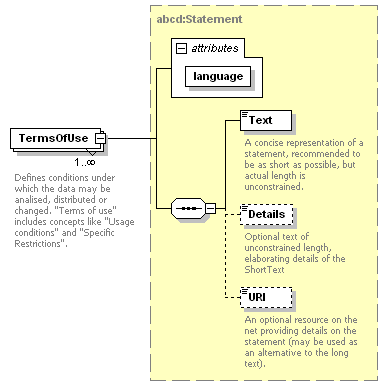 abcd:Statement
attributes
language
TermsOfUse
1..∞
Defines conditions under
which the data may be
analised, distributed or
changed. "Terms of use"
includes concepts like "Usage
conditions" and "Specific
Restrictions".
Text
A concise representation of a
statement, recommended to
be as short as possible, but
actual length is
unconstrained.
Details
Optional text of
unconstrained length,
elaborating details of the
ShortText
URI
An optional resource on the
net providing details on the
statement (may be used as
an alternative to the long
text).